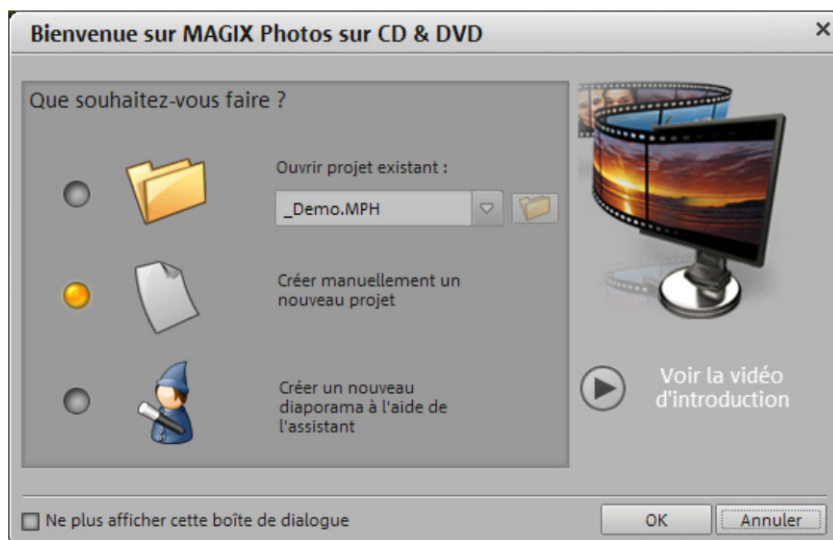 Bienvenue sur MAGIX Photos sur CD & DVD
Que souhaitez-vous faire ?
Ouvrir projet existant :
_Demo.MPH
Créer manuellement un
nouveau projet
Créer un nouveau
diaporama à l'aide de
l'assistant
Voir la vidéo
d'introduction
Ne plus afficher cette boîte de dialogue
OK
Annuler